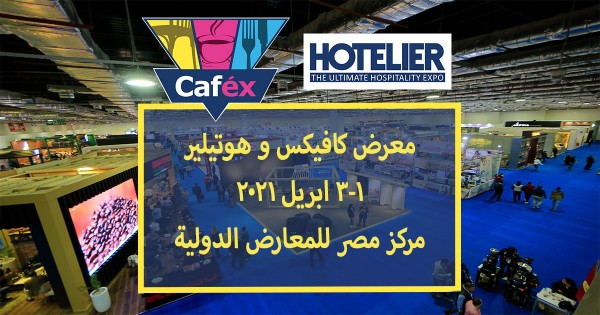 Caféx
HOTELIER
THE ULTIMATE HOSPITALITY EXPO
معرض كافيكس و هوتيلير
١-٣ ابريل ٢٠٢١
مركز مصر للمعارض الدولية